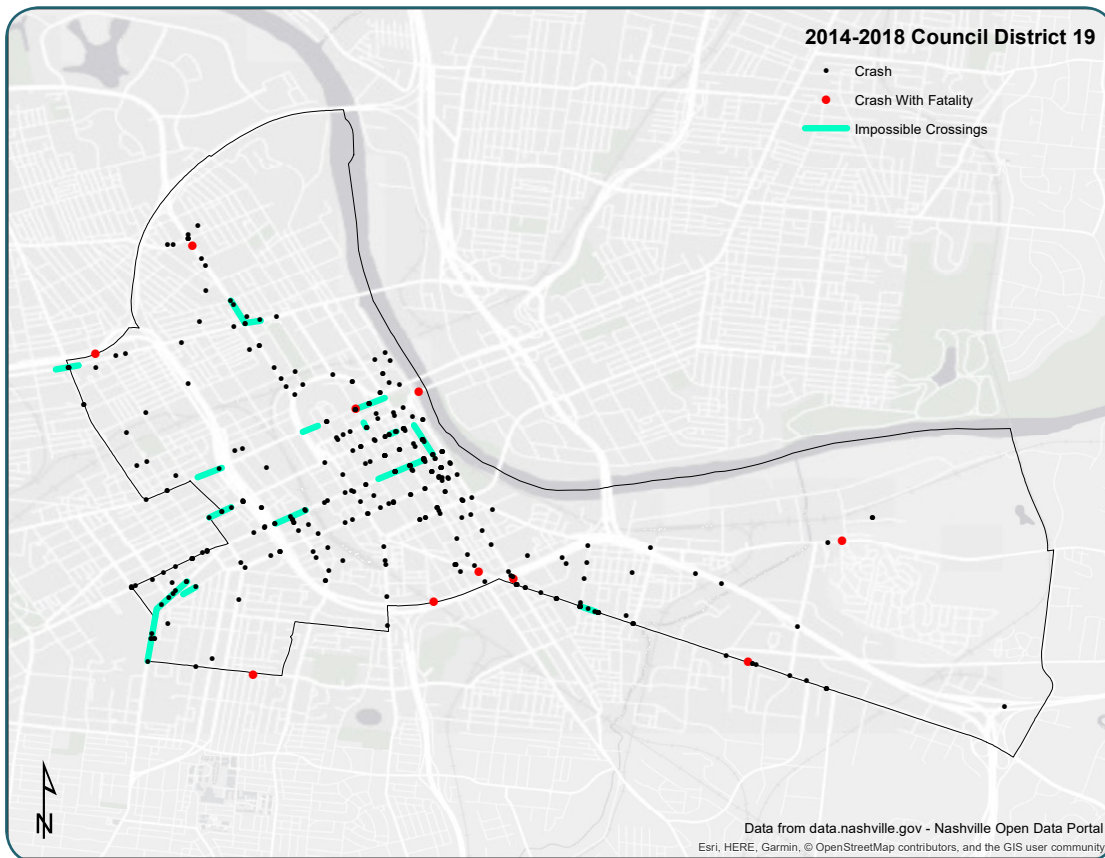 2014-2018 Council District 19
Crash
Crash With Fatality
Impossible Crossings
N
Data from data.nashville.gov - Nashville Open Data Portal
Esri, HERE, Garmin, © OpenStreetMap contributors, and the GIS user community